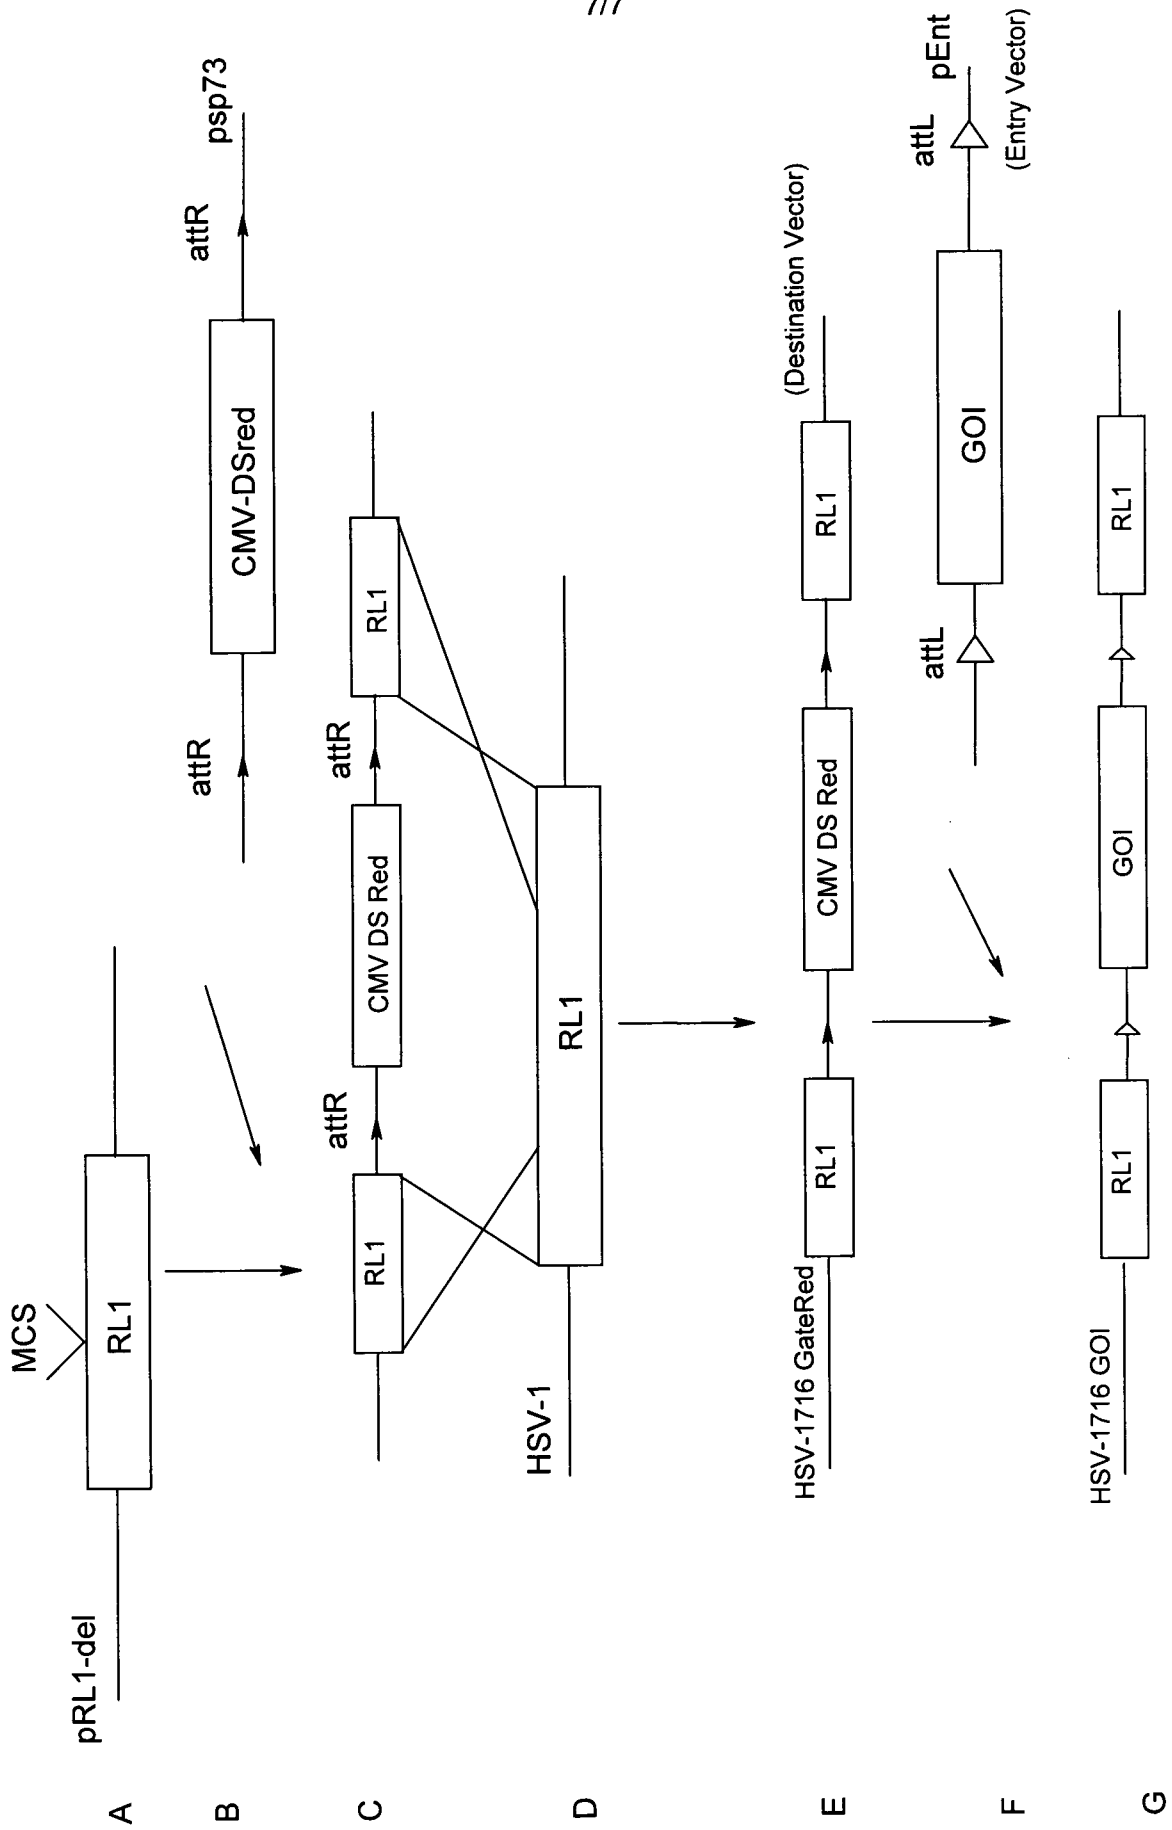 7/7
A
pRL1-del
MCS
RL1
B
attR
CMV-DSred
attR
psp73
C
RL1
attR
CMV DS Red
attR
RL1
D
HSV-1
RL1
E
HSV-1716 GateRed
RL1
CMV DS Red
RL1
(Destination Vector)
F
attL
GOI
attL
pEnt
(Entry Vector)
G
HSV-1716 GOI
RL1
GOI
RL1